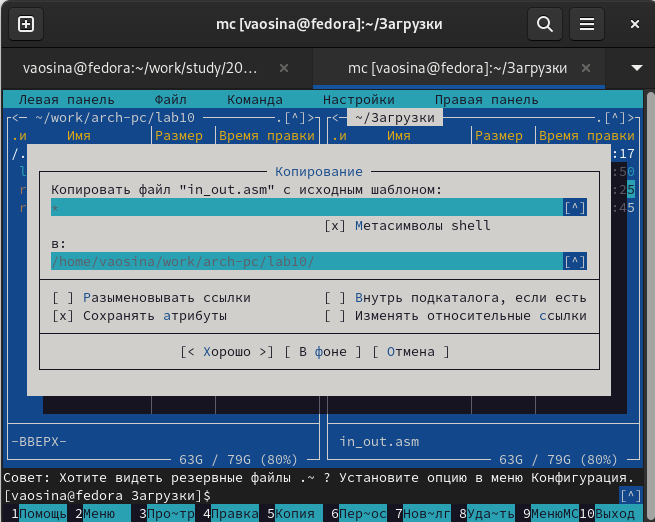 mc [vaosina@fedora]:~/Загрузки
vaosina@fedora:~/work/study/20... mc [vaosina@fedora]:~/Загрузки
Левая панель Файл Команда Настройки Правая панель
<— ~/work/arch-pc/lab10 .[^]> <— ~/Загрузки .[^]>
.и Имя Размер Время правки .и Имя Размер Время правки
/. :17
l :50
r :25
r :45
Копирование
Копировать файл "in_out.asm" с исходным шаблоном:
* [^]
[x] Метасимволы shell
в:
/home/vaosina/work/arch-pc/lab10/ [^]
[ ] Разыменовывать ссылки [ ] Внутрь подкаталога, если есть
[x] Сохранять атрибуты [ ] Изменять относительные ссылки
[< Хорошо >] [ В фоне ] [ Отмена ]
-ВВЕРХ- in_out.asm
63G / 79G (80%) 63G / 79G (80%)
Совет: Хотите видеть резервные файлы .~ ? Установите опцию в меню Конфигурация.
[vaosina@fedora Загрузки]$ [^]
1Помощь 2Меню 3Про~тр 4Правка 5Копия 6Пер~ос 7Нов~лг 8Уда~ть 9МенюMC 10Выход